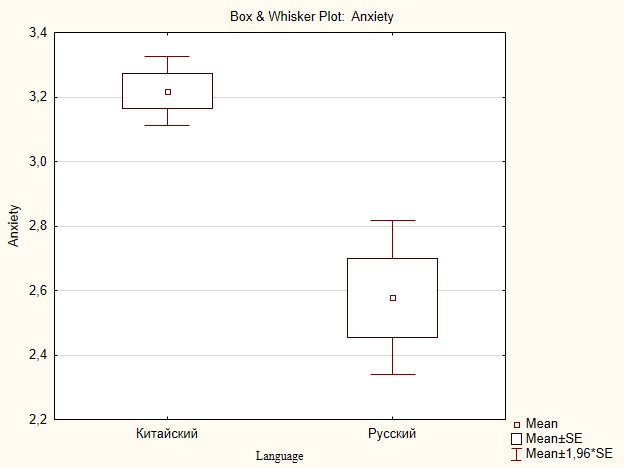 Box & Whisker Plot: Anxiety
3,4
3,2
3,0
2,8
2,6
2,4
2,2
Anxiety
Китайский
Русский
Language
Mean
Mean±SE
Mean±1,96*SE